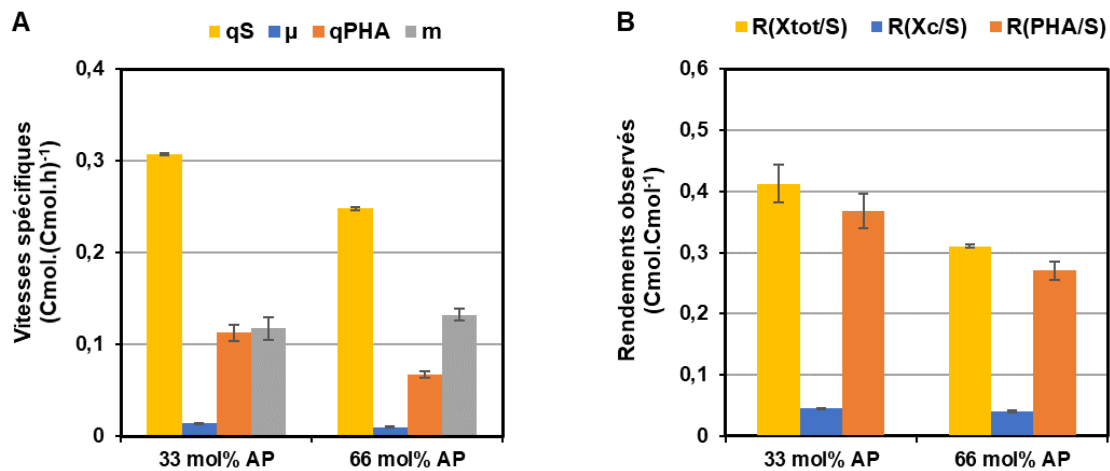 A
qS µ qPHA m
Vitesses spécifiques
(Cmol.(Cmol.h)⁻¹)
0,4
0,3
0,2
0,1
0
33 mol% AP
66 mol% AP
B
R(Xtot/S) R(Xc/S) R(PHA/S)
Rendements observés
(Cmol.Cmol⁻¹)
0,6
0,5
0,4
0,3
0,2
0,1
0
33 mol% AP
66 mol% AP